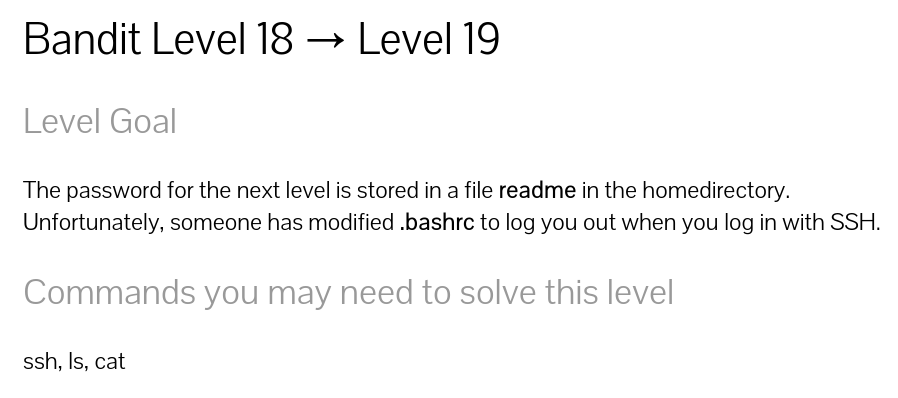 Bandit Level 18 → Level 19
Level Goal
The password for the next level is stored in a file readme in the homedirectory.
Unfortunately, someone has modified .bashrc to log you out when you log in with SSH.
Commands you may need to solve this level
ssh, ls, cat